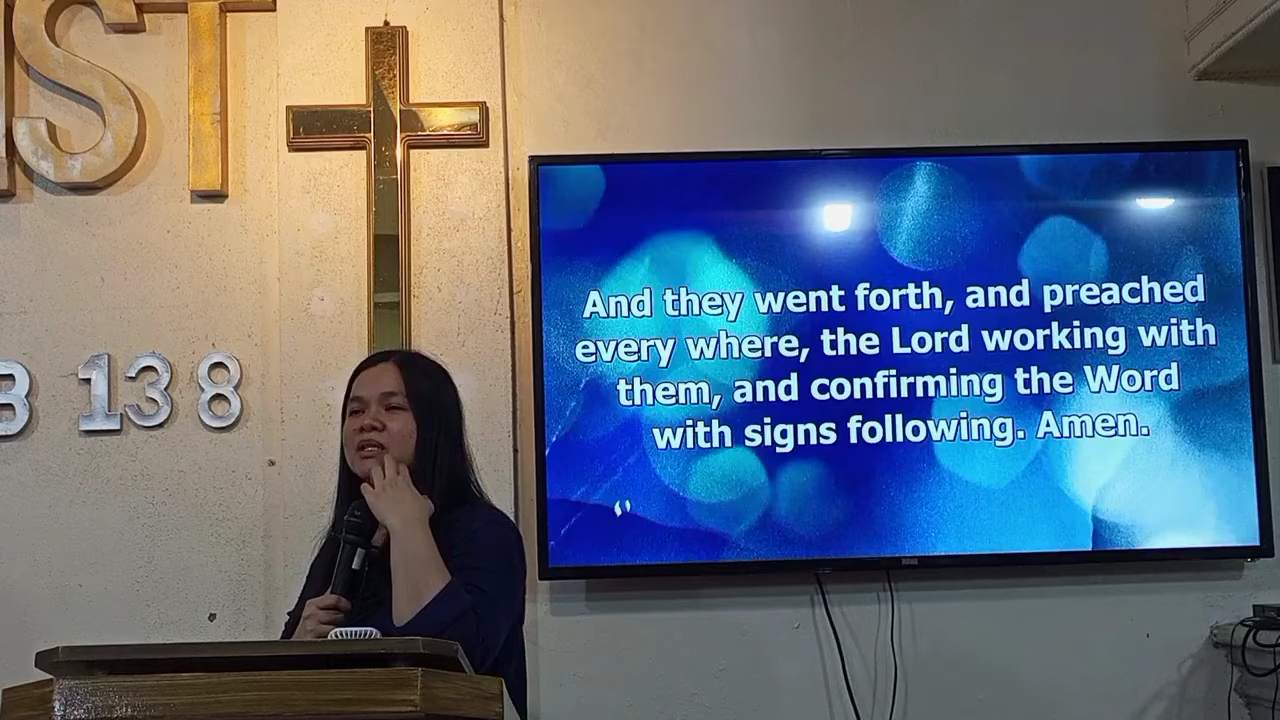 IST
B 138
And they went forth, and preached
every where, the Lord working with
them, and confirming the Word
with signs following. Amen.